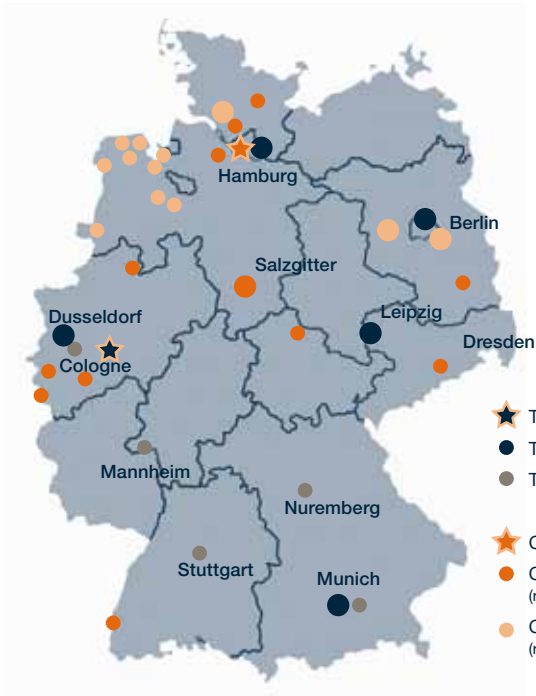 Hamburg
Berlin
Salzgitter
Dusseldorf
Leipzig
Dresden
Cologne
T
T
Mannheim
T
Nuremberg
C
Stuttgart
Munich
C
(r
C
(r